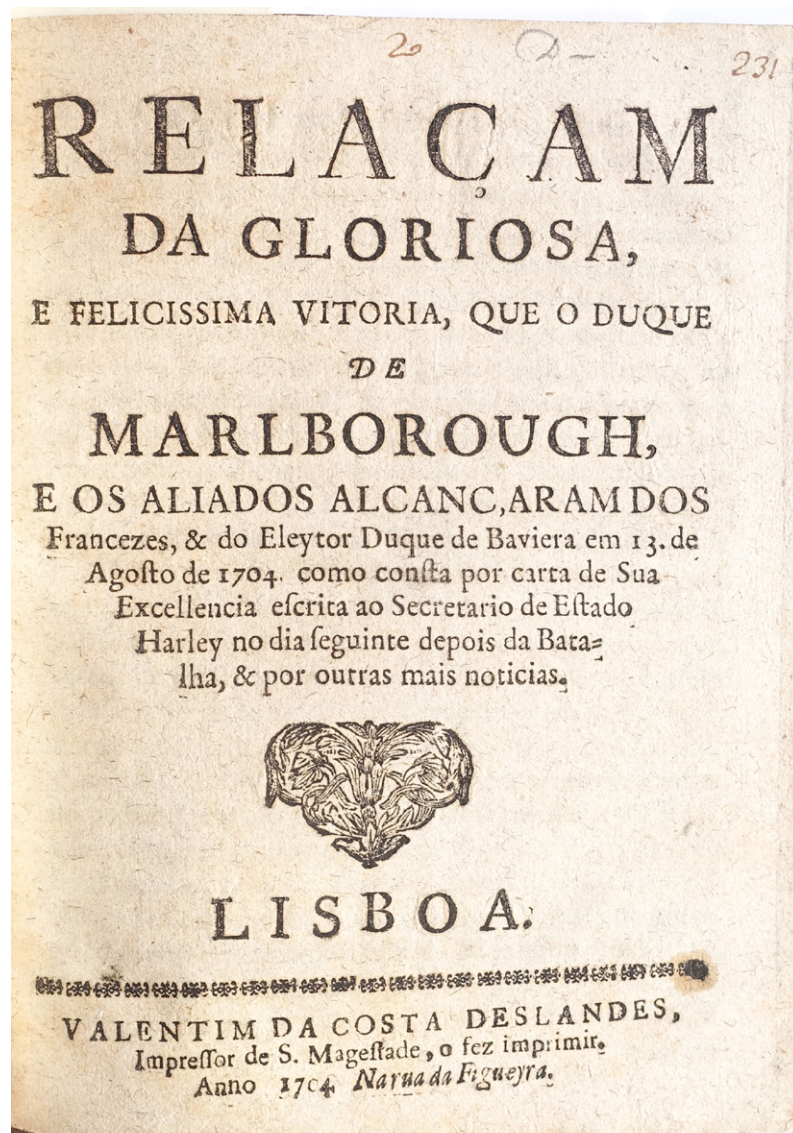 2 D- 231
RELAÇAM
DA GLORIOSA,
E FELICISSIMA VITORIA, QUE O DUQUE
DE
MARLBOROUGH,
E OS ALIADOS ALCANC,ARAM DOS
Francezes, & do Eleytor Duque de Baviera em 13. de
Agoſto de 1704. como conſta por carta de Sua
Excellencia eſcrita ao Secretario de Eſtado
Harley no dia ſeguinte depois da Bata=
lha, & por outras mais noticias.
LISBOA.
VALENTIM DA COSTA DESLANDES,
Impreſſor de S. Mageſtade, o fez imprimir.
Anno 1704 Na rua da Figueyra.